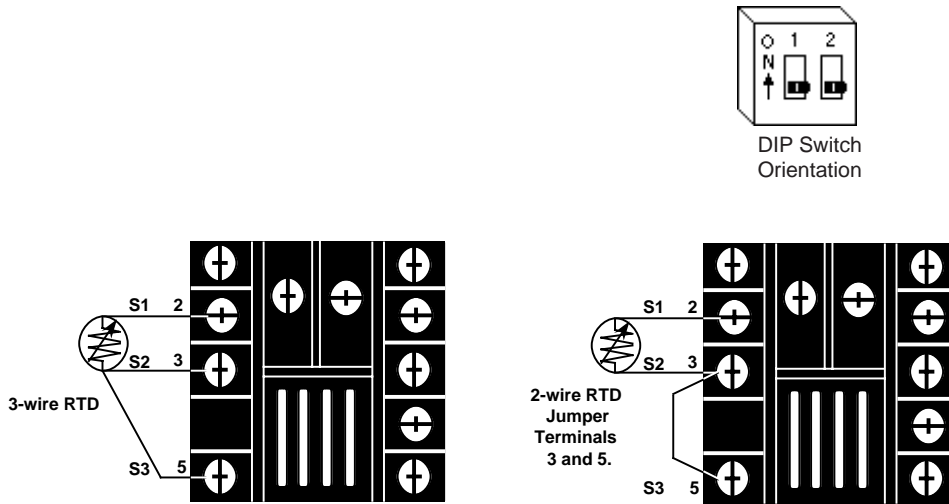 O 1 2
N
DIP Switch
Orientation
S1 2
S2 3
3-wire RTD
S3 5
S1 2
S2 3
2-wire RTD
Jumper
Terminals
3 and 5.
S3 5